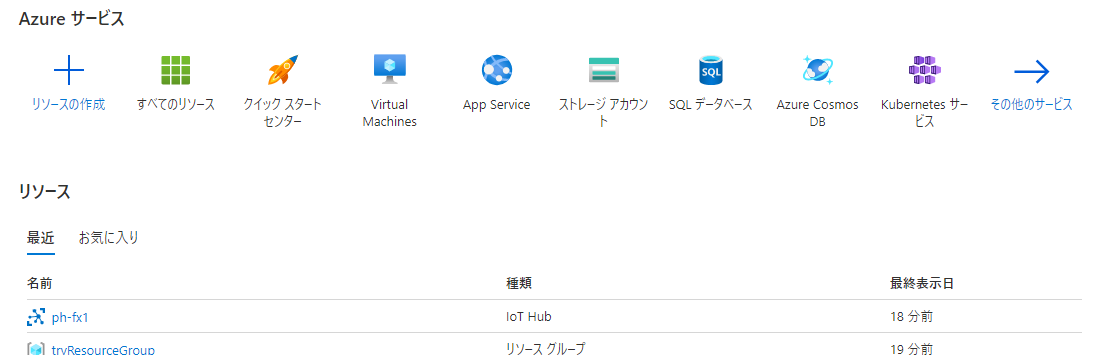 Azure サービス
リソースの作成
すべてのリソース
クイック スタート
センター
Virtual
Machines
App Service
ストレージ アカウン
ト
SQL データベース
Azure Cosmos
DB
Kubernetes サー
ビス
その他のサービス
リソース
最近 お気に入り
名前 種類 最終表示日
ph-fx1 IoT Hub 18 分前
tryResourceGroup リソース グループ 19 分前